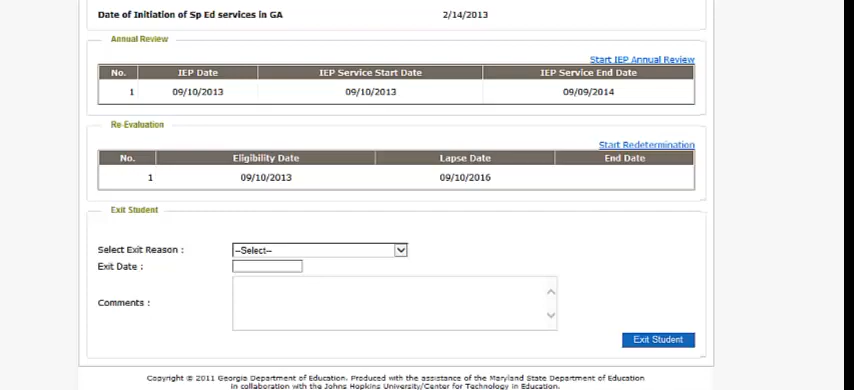 Date of Initiation of Sp Ed services in GA 2/14/2013
Annual Review
Start IEP Annual Review
No. IEP Date IEP Service Start Date IEP Service End Date
1 09/10/2013 09/10/2013 09/09/2014
Re-Evaluation
Start Redetermination
No. Eligibility Date Lapse Date End Date
1 09/10/2013 09/10/2016
Exit Student
Select Exit Reason : --Select--
Exit Date :
Comments :
Exit Student
Copyright © 2011 Georgia Department of Education. Produced with the assistance of the Maryland State Department of Education
in collaboration with the Johns Hopkins University/Center for Technology in Education.